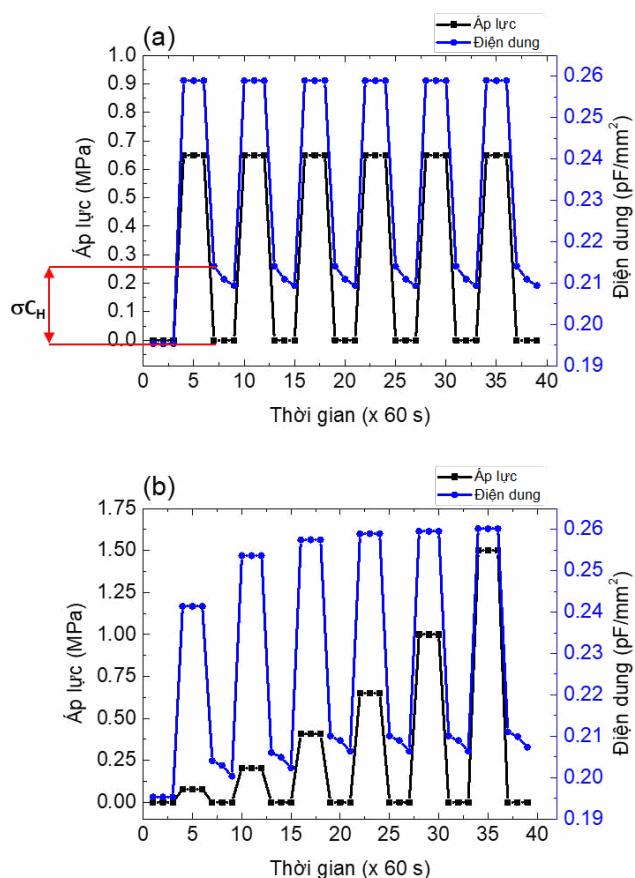 (a)
Áp lực
Điện dung
1.0
0.9
0.8
0.7
0.6
0.5
0.4
0.3
0.2
0.1
0.0
Áp lực (MPa)
σC_H
0.26
0.25
0.24
0.23
0.22
0.21
0.20
0.19
Điện dung (pF/mm²)
0 5 10 15 20 25 30 35 40
Thời gian (x 60 s)
(b)
Áp lực
Điện dung
1.75
1.50
1.25
1.00
0.75
0.50
0.25
0.00
Áp lực (MPa)
0.26
0.25
0.24
0.23
0.22
0.21
0.20
0.19
Điện dung (pF/mm²)
0 5 10 15 20 25 30 35 40
Thời gian (x 60 s)